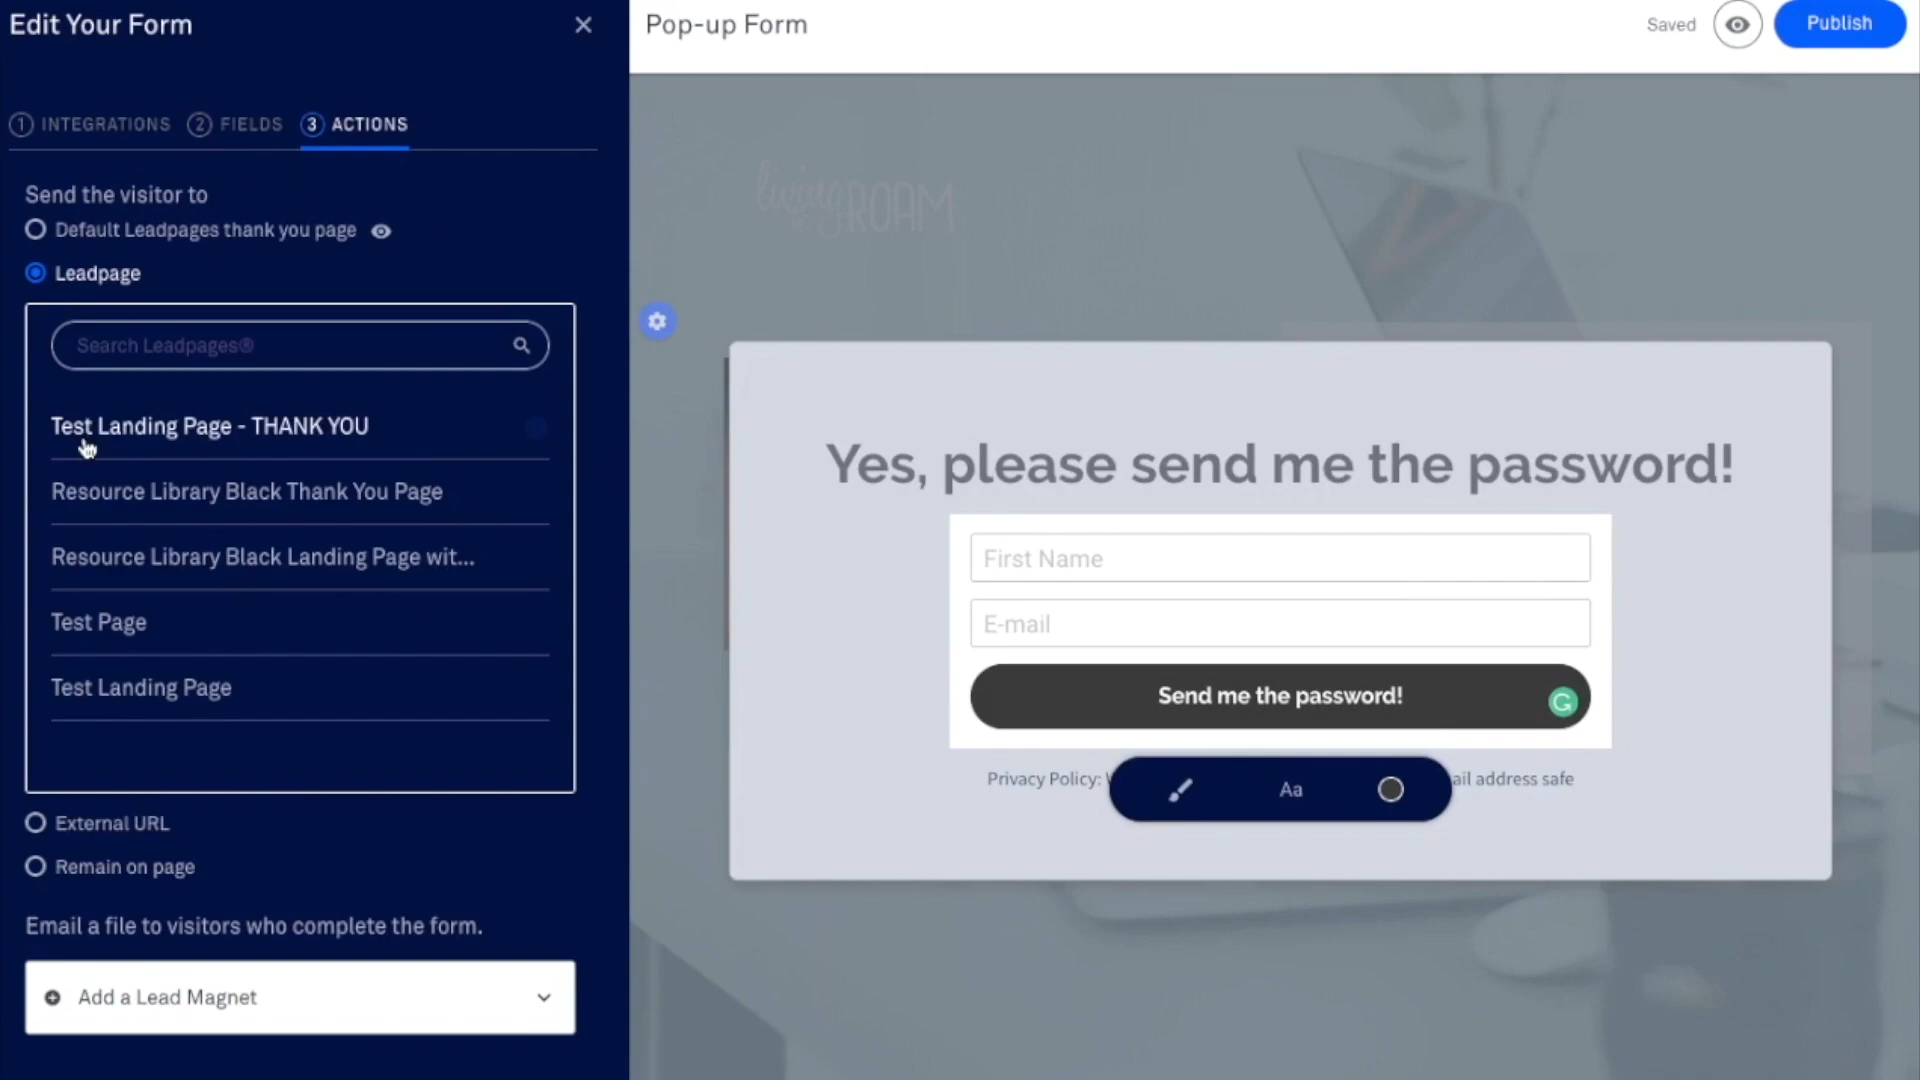 Edit Your Form
Pop-up Form
Saved
Publish
1 INTEGRATIONS 2 FIELDS 3 ACTIONS
Send the visitor to
Default Leadpages thank you page
Leadpage
Search Leadpages®
Test Landing Page - THANK YOU
Resource Library Black Thank You Page
Resource Library Black Landing Page wit...
Test Page
Test Landing Page
External URL
Remain on page
Email a file to visitors who complete the form.
Add a Lead Magnet
living ROAM
Yes, please send me the password!
First Name
E-mail
Send me the password!
Privacy Policy:
ail address safe
Aa